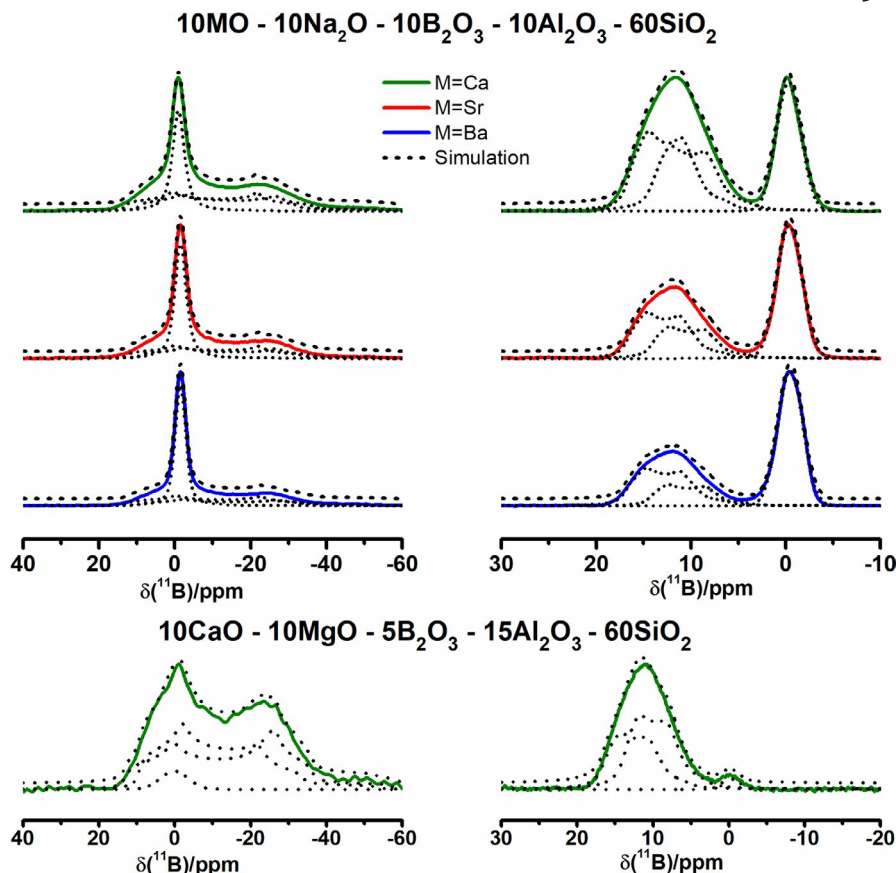 10MO - 10Na₂O - 10B₂O₃ - 10Al₂O₃ - 60SiO₂
M=Ca
M=Sr
M=Ba
Simulation
40 20 0 -20 -40 -60
δ(¹¹B)/ppm
30 20 10 0 -10
δ(¹¹B)/ppm
10CaO - 10MgO - 5B₂O₃ - 15Al₂O₃ - 60SiO₂
40 20 0 -20 -40 -60
δ(¹¹B)/ppm
30 20 10 0 -10 -20
δ(¹¹B)/ppm